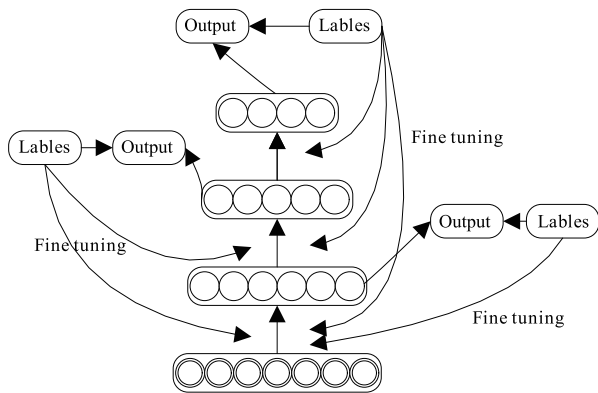 Output
Lables
Fine tuning
Lables
Output
Fine tuning
Output
Lables
Fine tuning